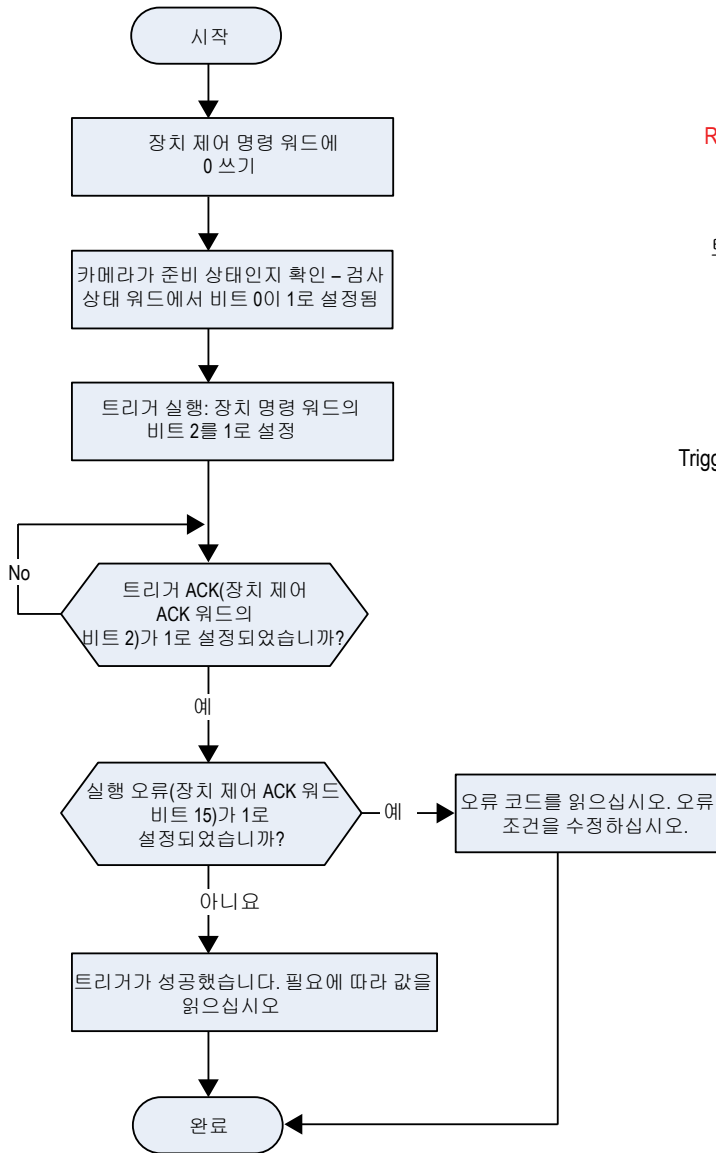 시작
장치 제어 명령 워드에
0 쓰기
카메라가 준비 상태인지 확인 – 검사
상태 워드에서 비트 0이 1로 설정됨
트리거 실행: 장치 명령 워드의
비트 2를 1로 설정
No
트리거 ACK(장치 제어
ACK 워드의
비트 2)가 1로 설정되었습니까?
예
실행 오류(장치 제어 ACK 워드
비트 15)가 1로
설정되었습니까?
예
오류 코드를 읽으십시오. 오류
조건을 수정하십시오.
아니요
트리거가 성공했습니다. 필요에 따라 값을
읽으십시오
완료
R
Trigg